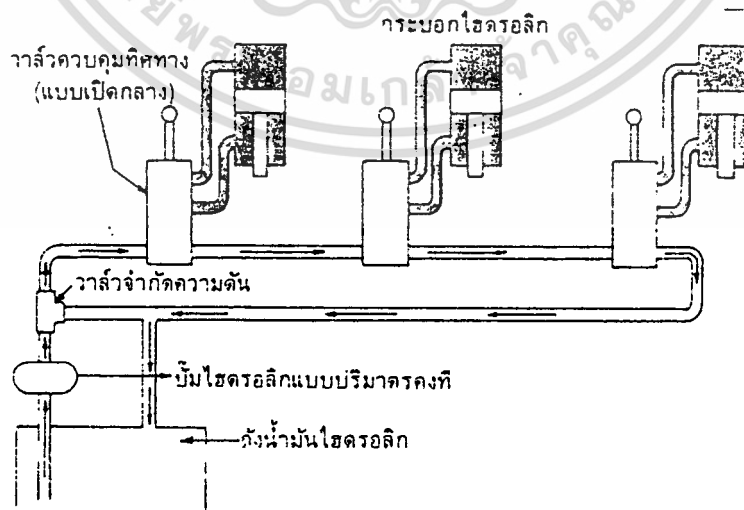 กระบอกไฮดรอลิก
วาล์วควบคุมทิศทาง
(แบบเปิดกลาง)
วาล์วจำกัดความดัน
ปั๊มไฮดรอลิกแบบปริมาตรคงที่
ถังน้ำมันไฮดรอลิก